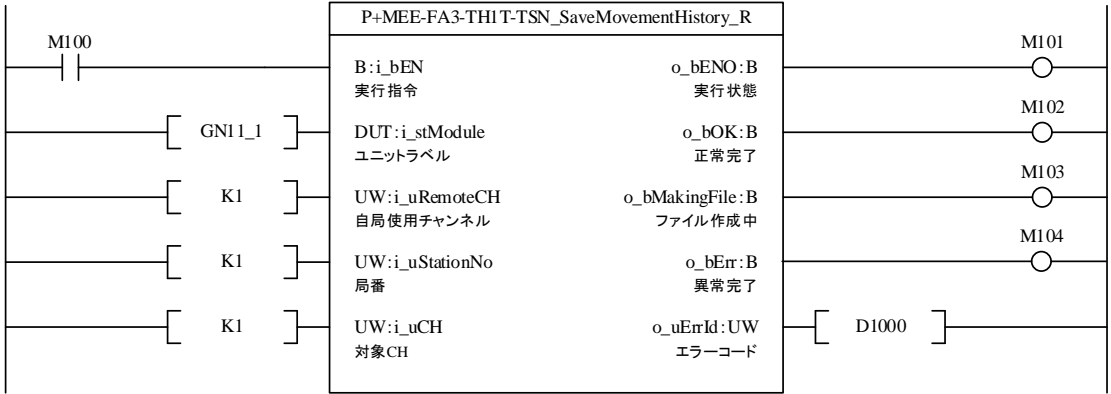 P+MEE-FA3-TH1T-TSN_SaveMovementHistory_R
M100
M101
B:i_bEN
o_bENO:B
実行指令
実行状態
M102
GN11_1
DUT:i_stModule
o_bOK:B
ユニットラベル
正常完了
M103
K1
UW:i_uRemoteCH
o_bMakingFile:B
自局使用チャンネル
ファイル作成中
M104
K1
UW:i_uStationNo
o_bErr:B
局番
異常完了
K1
UW:i_uCH
o_uErrId:UW
D1000
対象CH
エラーコード